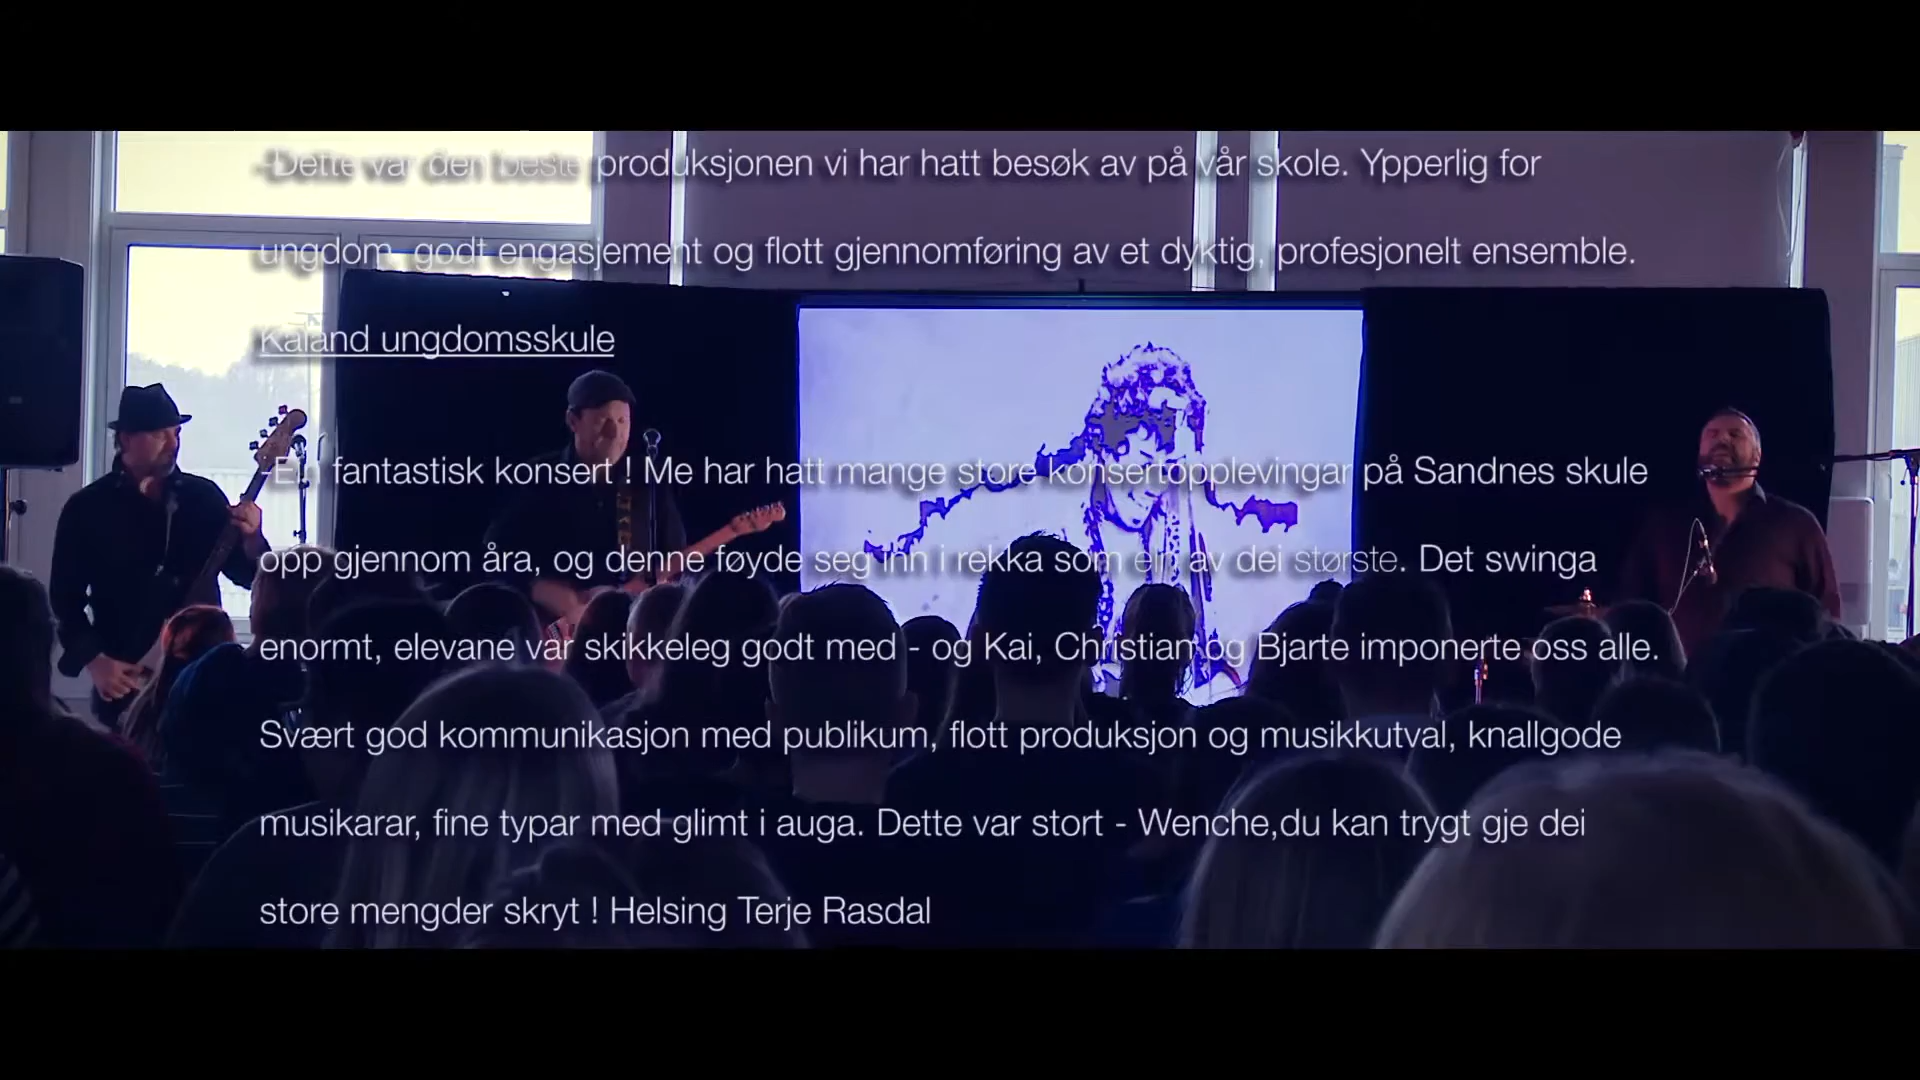 -Dette var den beste produksjonen vi har hatt besøk av på vår skole. Ypperlig for
ungdom, godt engasjement og flott gjennomføring av et dyktig, profesjonelt ensemble.
Kaland ungdomsskule
-Ein fantastisk konsert ! Me har hatt mange store konsertopplevingar på Sandnes skule
opp gjennom åra, og denne føyde seg inn i rekka som ein av dei største. Det swinga
enormt, elevane var skikkeleg godt med - og Kai, Christian og Bjarte imponerte oss alle.
Svært god kommunikasjon med publikum, flott produksjon og musikkutval, knallgode
musikarar, fine typar med glimt i auga. Dette var stort - Wenche,du kan trygt gje dei
store mengder skryt ! Helsing Terje Rasdal